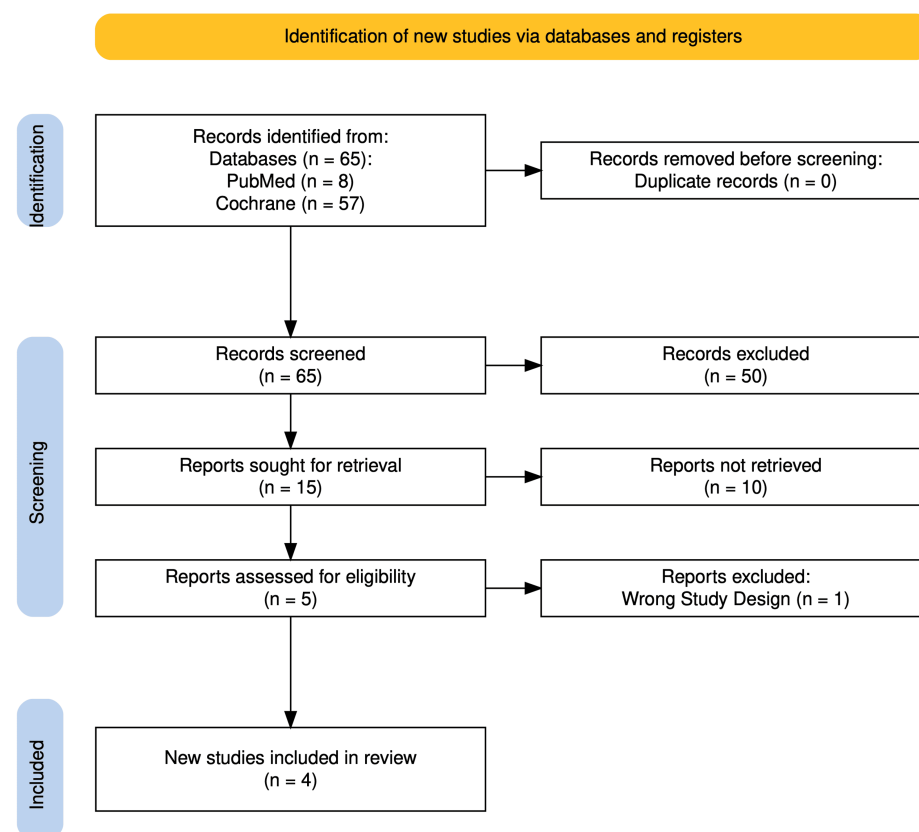 Identification of new studies via databases and registers
Identification
Records identified from:
Databases (n = 65):
PubMed (n = 8)
Cochrane (n = 57)
Records removed before screening:
Duplicate records (n = 0)
Screening
Records screened
(n = 65)
Records excluded
(n = 50)
Reports sought for retrieval
(n = 15)
Reports not retrieved
(n = 10)
Reports assessed for eligibility
(n = 5)
Reports excluded:
Wrong Study Design (n = 1)
Included
New studies included in review
(n = 4)